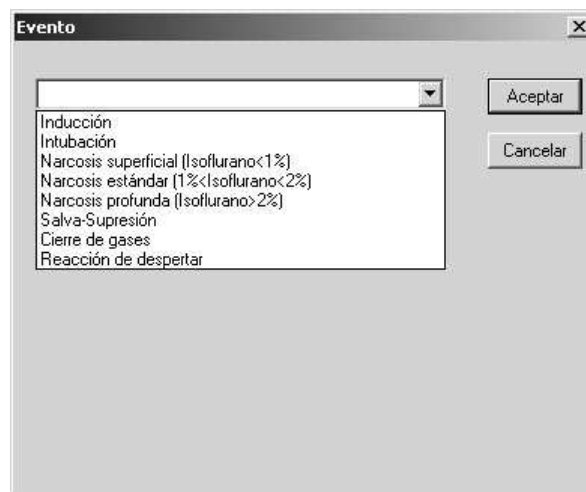 Evento
Aceptar
Inducción
Intubación
Narcosis superficial (Isoflurano<1%)
Narcosis estándar (1%<Isoflurano<2%)
Narcosis profunda (Isoflurano>2%)
Salva-Supresión
Cierre de gases
Reacción de despertar
Cancelar